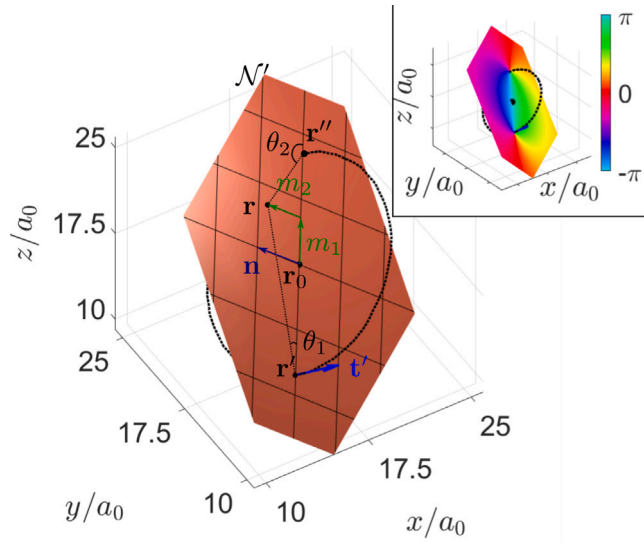 𝒩′
r″
θ₂
m₂
r
m₁
n
r₀
θ₁
r′
t′
25
17.5
10
z/a₀
25
17.5
10
y/a₀
10
17.5
25
x/a₀
z/a₀
y/a₀
x/a₀
π
0
-π